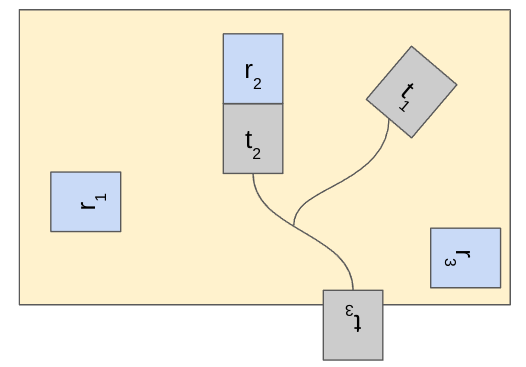 r₂
t₁
t₂
r₁
r₃
t₃